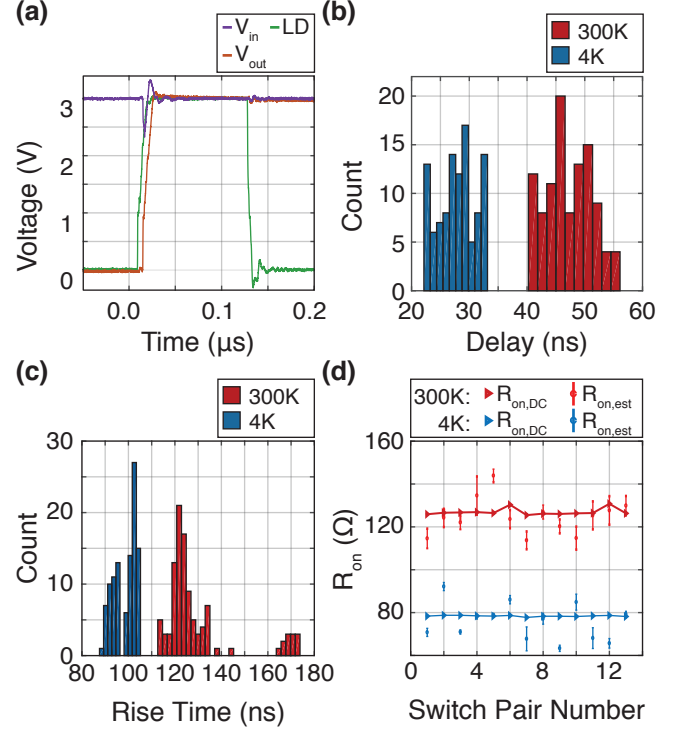 (a)
V_in LD
V_out
3
2
1
0
Voltage (V)
0.0 0.1 0.2
Time (µs)
(b)
300K
4K
20
15
10
5
0
Count
20 30 40 50 60
Delay (ns)
(c)
300K
4K
30
20
10
0
Count
80 100 120 140 160 180
Rise Time (ns)
(d)
300K: R_on,DC R_on,est
4K: R_on,DC R_on,est
160
120
80
R_on (Ω)
0 4 8 12
Switch Pair Number